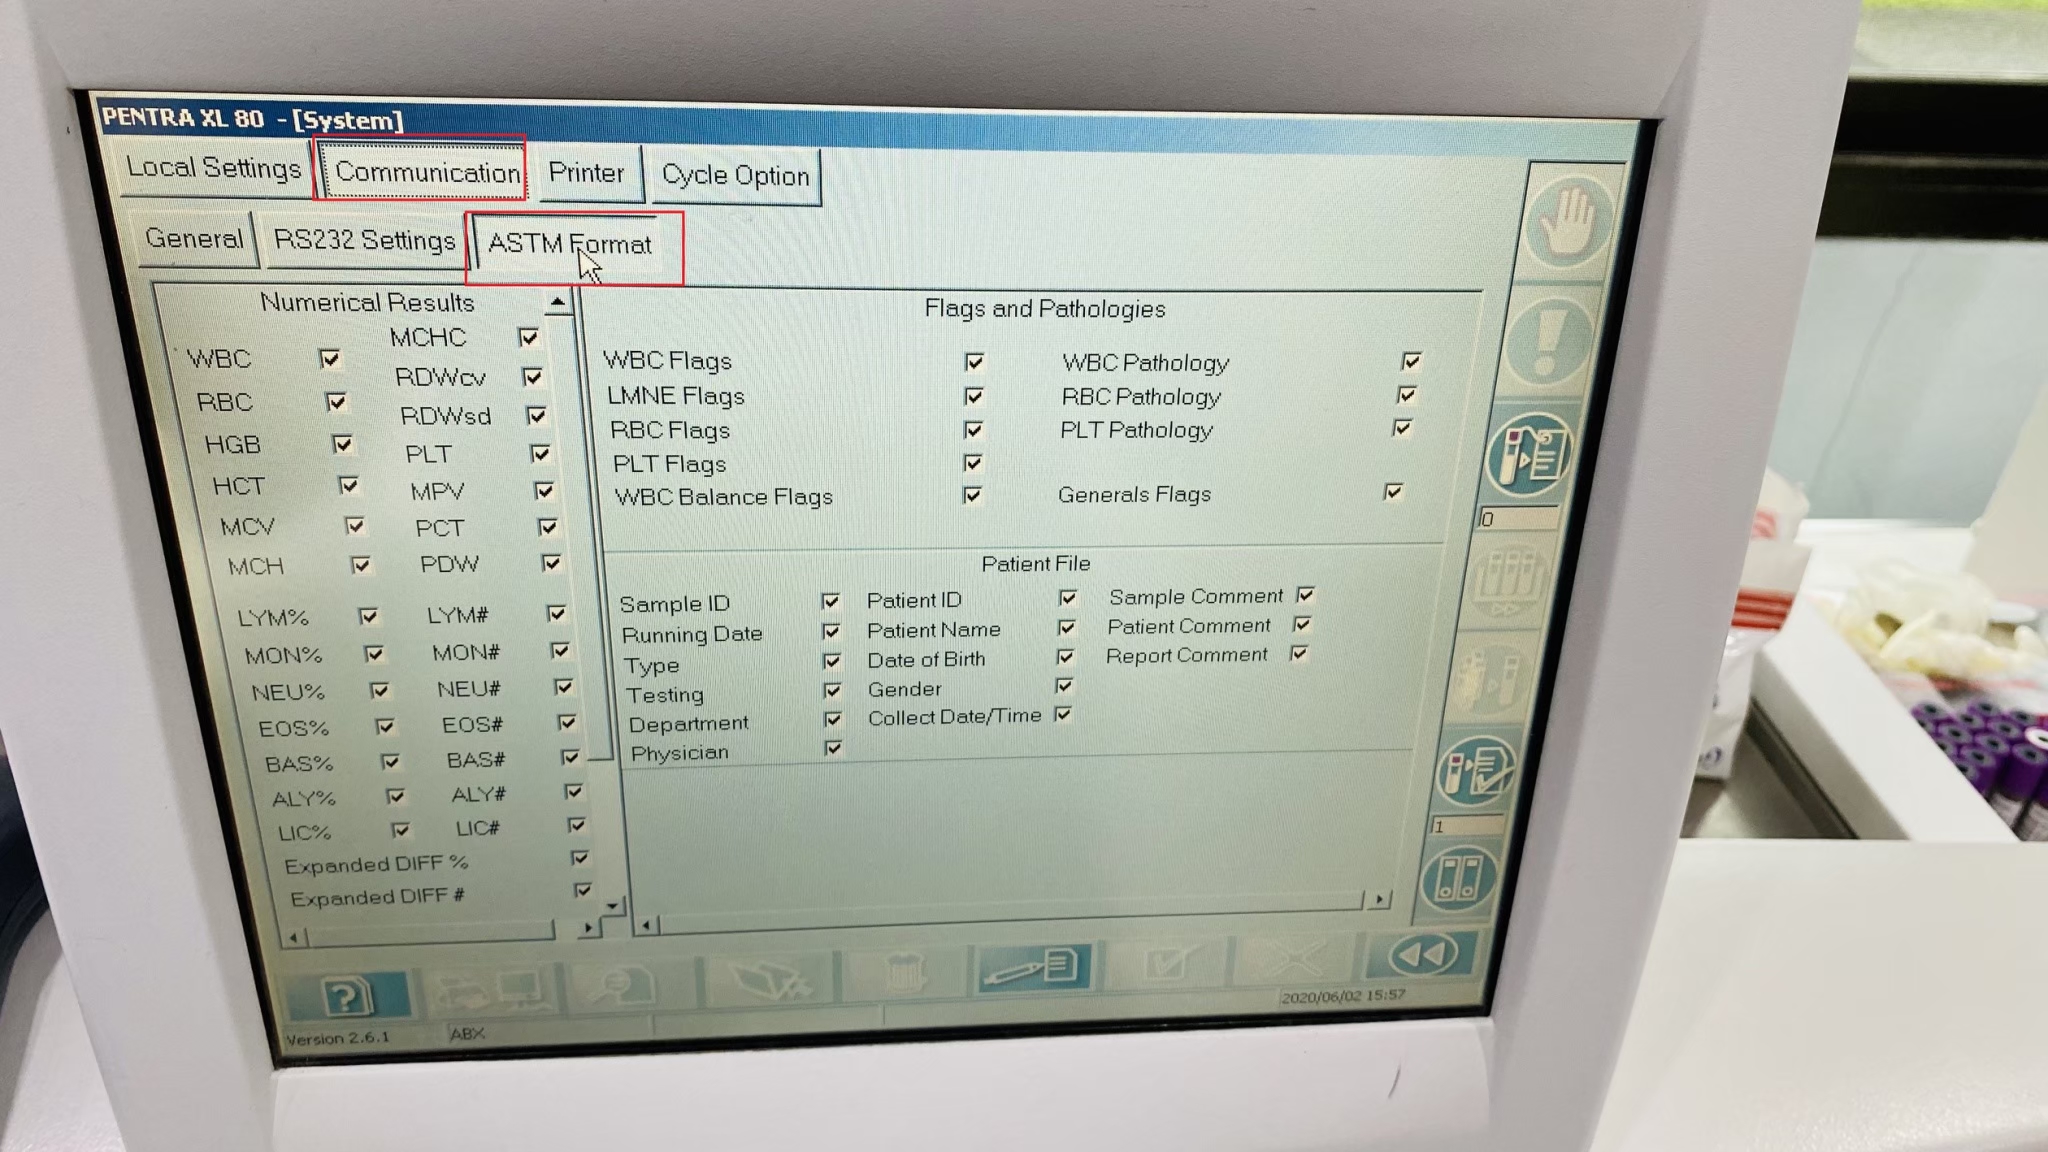 PENTRA XL 80 - [System]
Local Settings Communication Printer Cycle Option
General RS232 Settings ASTM Format
Numerical Results
WBC
RBC
HGB
HCT
MCV
MCH
MCHC
RDWcv
RDWsd
PLT
MPV
PCT
PDW
LYM% LYM#
MON% MON#
NEU% NEU#
EOS% EOS#
BAS% BAS#
ALY% ALY#
LIC% LIC#
Expanded DIFF %
Expanded DIFF #
Flags and Pathologies
WBC Flags WBC Pathology
LMNE Flags RBC Pathology
RBC Flags PLT Pathology
PLT Flags
WBC Balance Flags Generals Flags
Patient File
Sample ID Patient ID Sample Comment
Running Date Patient Name Patient Comment
Type Date of Birth Report Comment
Testing Gender
Department Collect Date/Time
Physician
0
1
2020/06/02 15:57
Version 2.6.1 ABX